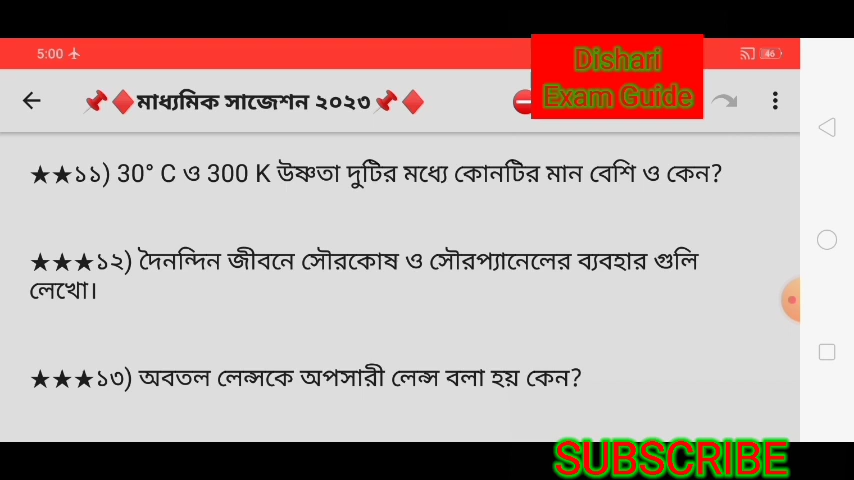 5:00
46
Dishari
Exam Guide
📌♦️মাধ্যমিক সাজেশন ২০২৩📌♦️
★★১১) 30° C ও 300 K উষ্ণতা দুটির মধ্যে কোনটির মান বেশি ও কেন?
★★★১২) দৈনন্দিন জীবনে সৌরকোষ ও সৌরপ্যানেলের ব্যবহার গুলি
লেখো।
★★★১৩) অবতল লেন্সকে অপসারী লেন্স বলা হয় কেন?
SUBSCRIBE